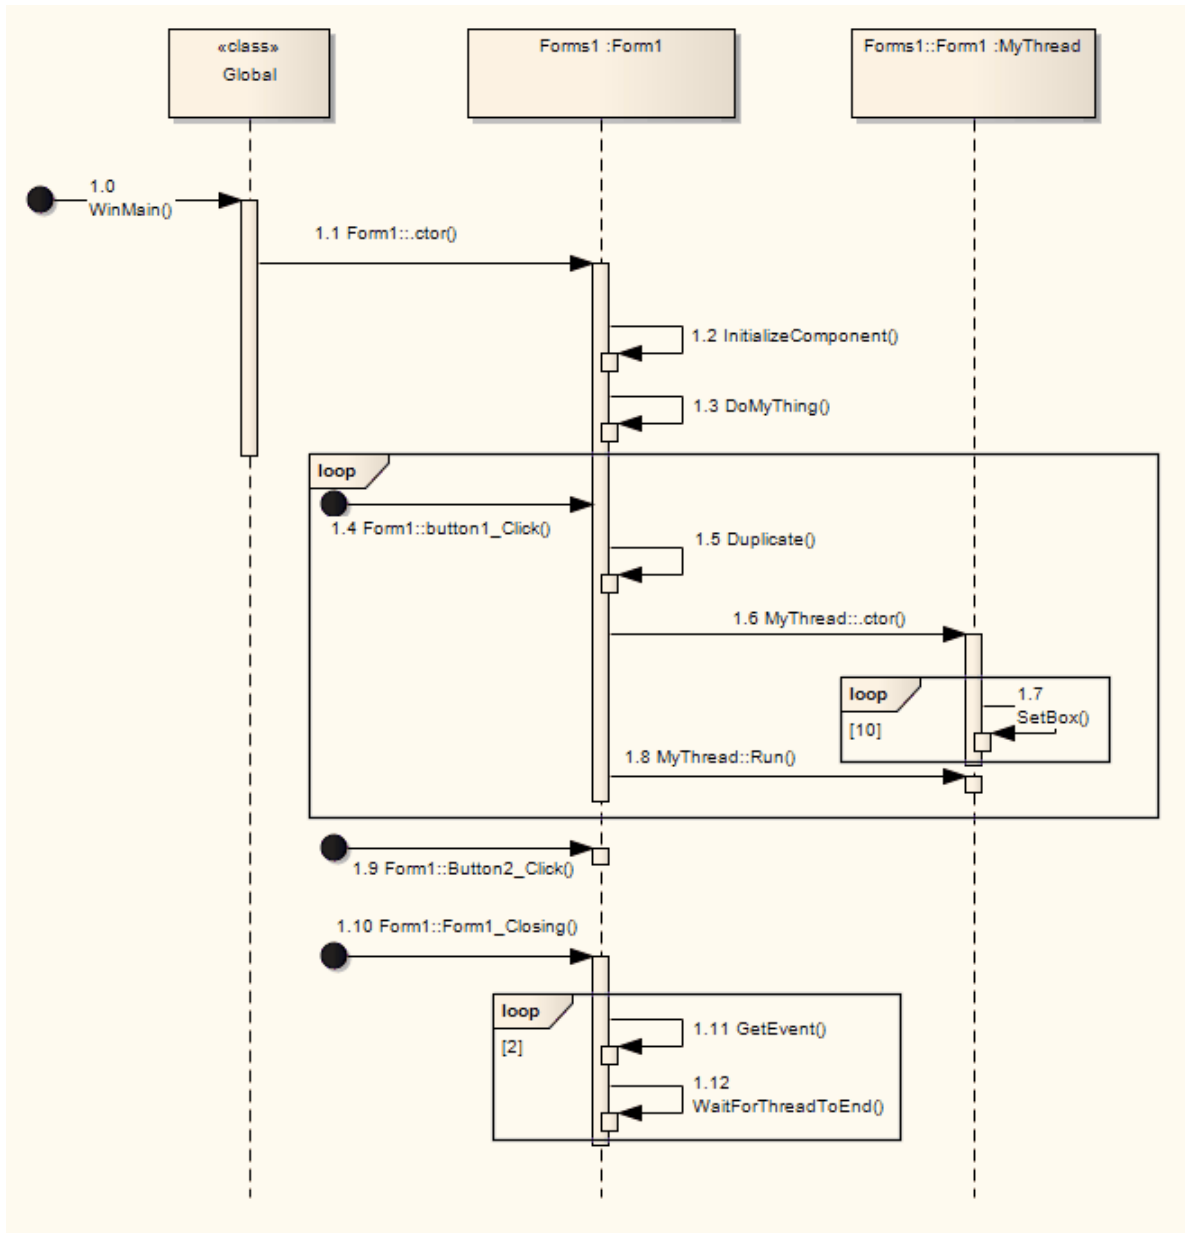 «class»
Global
Forms1 :Form1
Forms1::Form1 :MyThread
1.0
WinMain()
1.1 Form1::.ctor()
1.2 InitializeComponent()
1.3 DoMyThing()
loop
1.4 Form1::button1_Click()
1.5 Duplicate()
1.6 MyThread::.ctor()
loop
[10]
1.7
SetBox()
1.8 MyThread::Run()
1.9 Form1::Button2_Click()
1.10 Form1::Form1_Closing()
loop
[2]
1.11 GetEvent()
1.12
WaitForThreadToEnd()